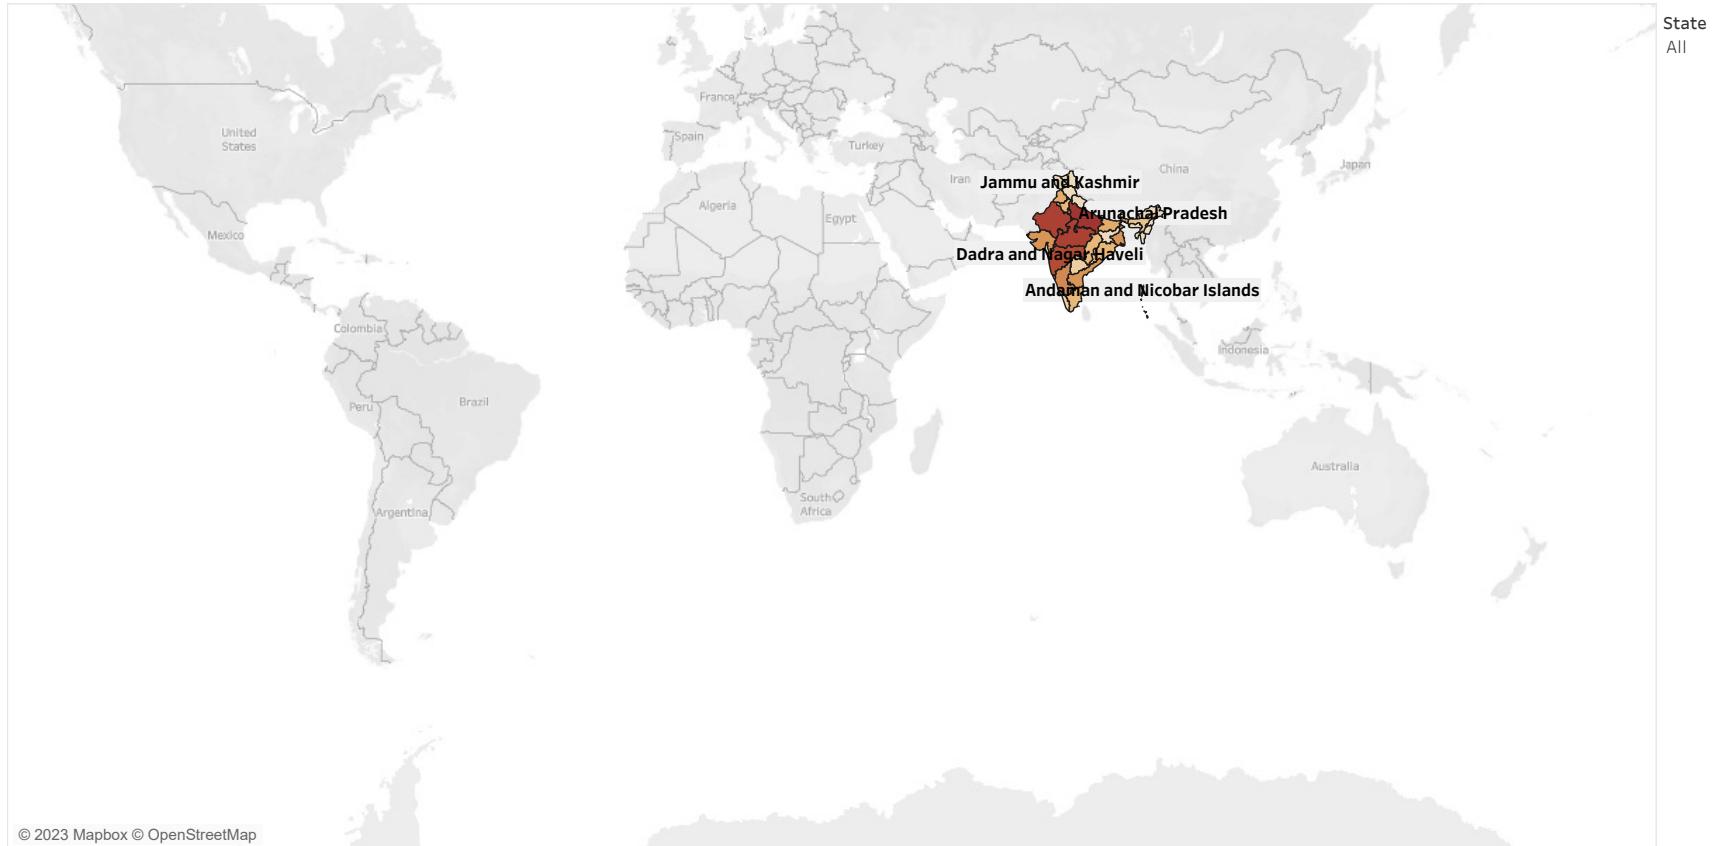 State
All
France
United
States
Spain
Turkey
Japan
China
Iran
Jammu and Kashmir
Algeria
Arunachal Pradesh
Egypt
Mexico
Dadra and Nagar Haveli
Andaman and Nicobar Islands
Colombia
Indonesia
Brazil
Peru
Australia
South
Africa
Argentina
© 2023 Mapbox © OpenStreetMap